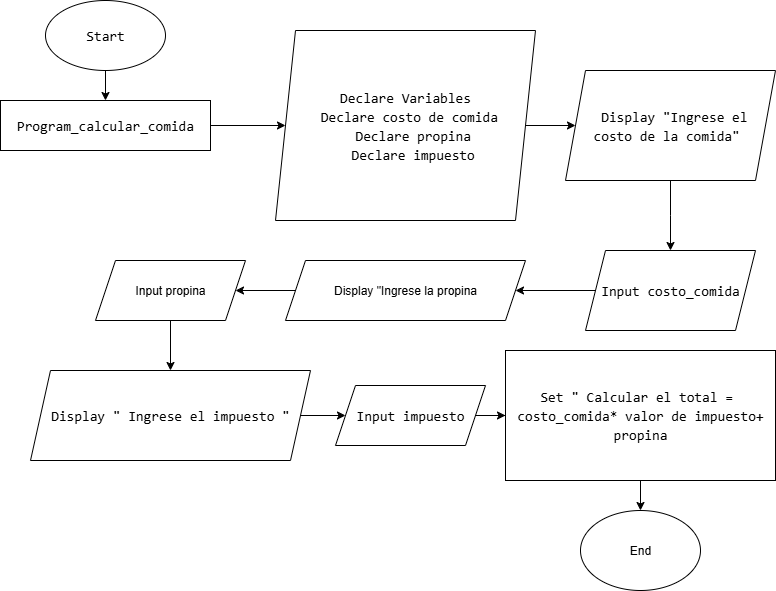 Start
Program_calcular_comida
Declare Variables
Declare costo de comida
Declare propina
Declare impuesto
Display "Ingrese el
costo de la comida"
Input costo_comida
Display "Ingrese la propina
Input propina
Display " Ingrese el impuesto "
Input impuesto
Set " Calcular el total =
costo_comida* valor de impuesto+
propina
End